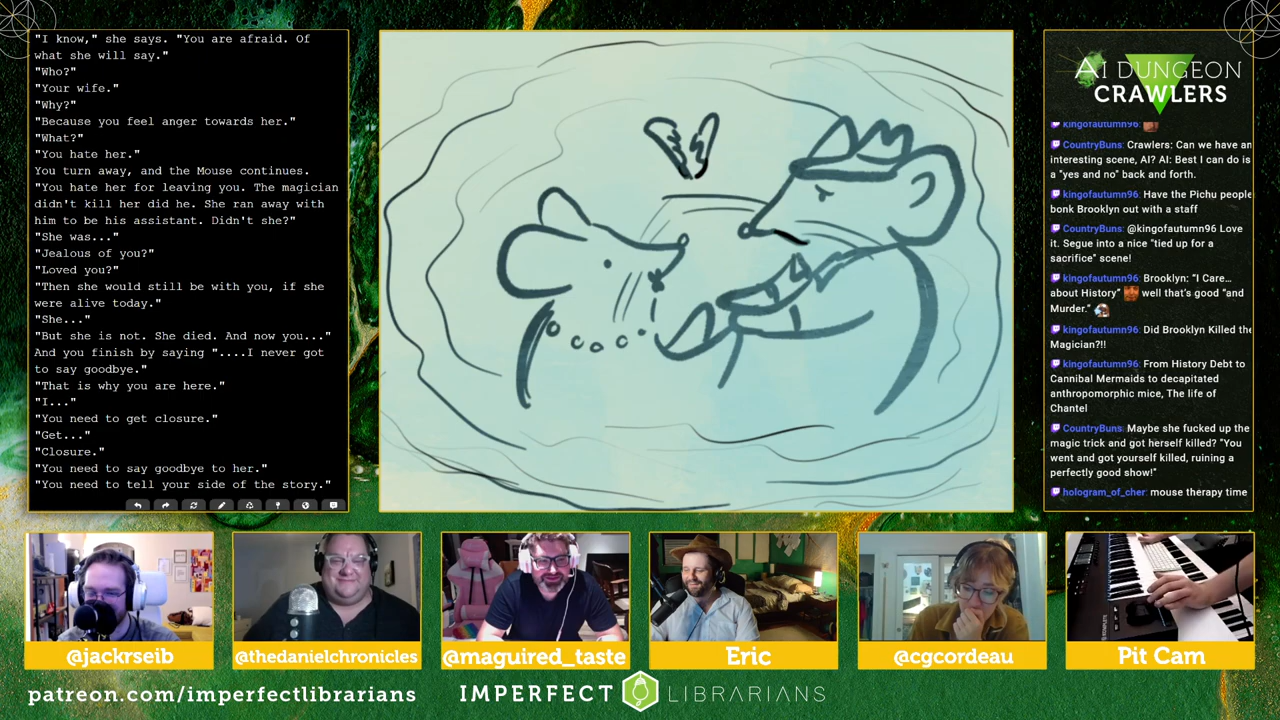 "I know," she says. "You are afraid. Of
what she will say."
"Who?"
"Your wife."
"Why?"
"Because you feel anger towards her."
"What?"
"You hate her."
You turn away, and the Mouse continues.
"You hate her for leaving you. The magician
didn't kill her did he. She ran away with
him to be his assistant. Didn't she?"
"She was..."
"Jealous of you?"
"Loved you?"
"Then she would still be with you, if she
were alive today."
"She..."
"But she is not. She died. And now you..."
And you finish by saying "....I never got
to say goodbye."
"That is why you are here."
"I..."
"You need to get closure."
"Get..."
"Closure."
"You need to say goodbye to her."
"You need to tell your side of the story."
AI DUNGEON
CRAWLERS
kingofautumn96:
CountryBuns: Crawlers: Can we have an
interesting scene, AI? AI: Best I can do is
a "yes and no" back and forth.
kingofautumn96: Have the Pichu people
bonk Brooklyn out with a staff
CountryBuns: @kingofautumn96 Love
it. Segue into a nice "tied up for a
sacrifice" scene!
kingofautumn96: Brooklyn: "I Care...
about History" well that's good "and
Murder."
kingofautumn96: Did Brooklyn Killed the
Magician?!!
kingofautumn96: From History Debt to
Cannibal Mermaids to decapitated
anthropomorphic mice, The life of
Chantel
CountryBuns: Maybe she fucked up the
magic trick and got herself killed? "You
went and got yourself killed, ruining a
perfectly good show!"
hologram_of_cher: mouse therapy time
@jackrseib
@thedanielchronicles
@maguired_taste
Eric
@cgcordeau
Pit Cam
patreon.com/imperfectlibrarians
IMPERFECT LIBRARIANS